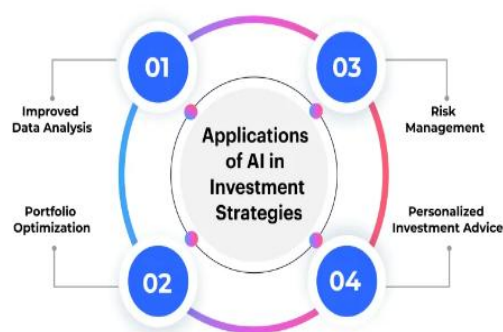 01
Improved
Data Analysis
Portfolio
Optimization
02
Applications
of AI in
Investment
Strategies
03
Risk
Management
Personalized
Investment Advice
04